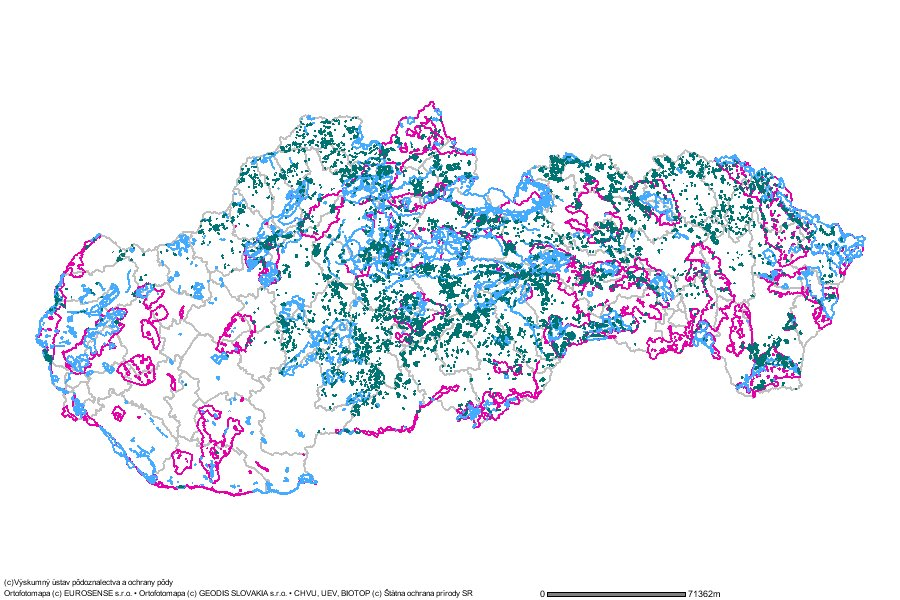 (c)Výskumný ústav pôdoznalectva a ochrany pôdy
Ortofotomapa (c) EUROSENSE s.r.o. • Ortofotomapa (c) GEODIS SLOVAKIA s.r.o. • CHVU, UEV, BIOTOP (c) Štátna ochrana prírody SR
0 71362m